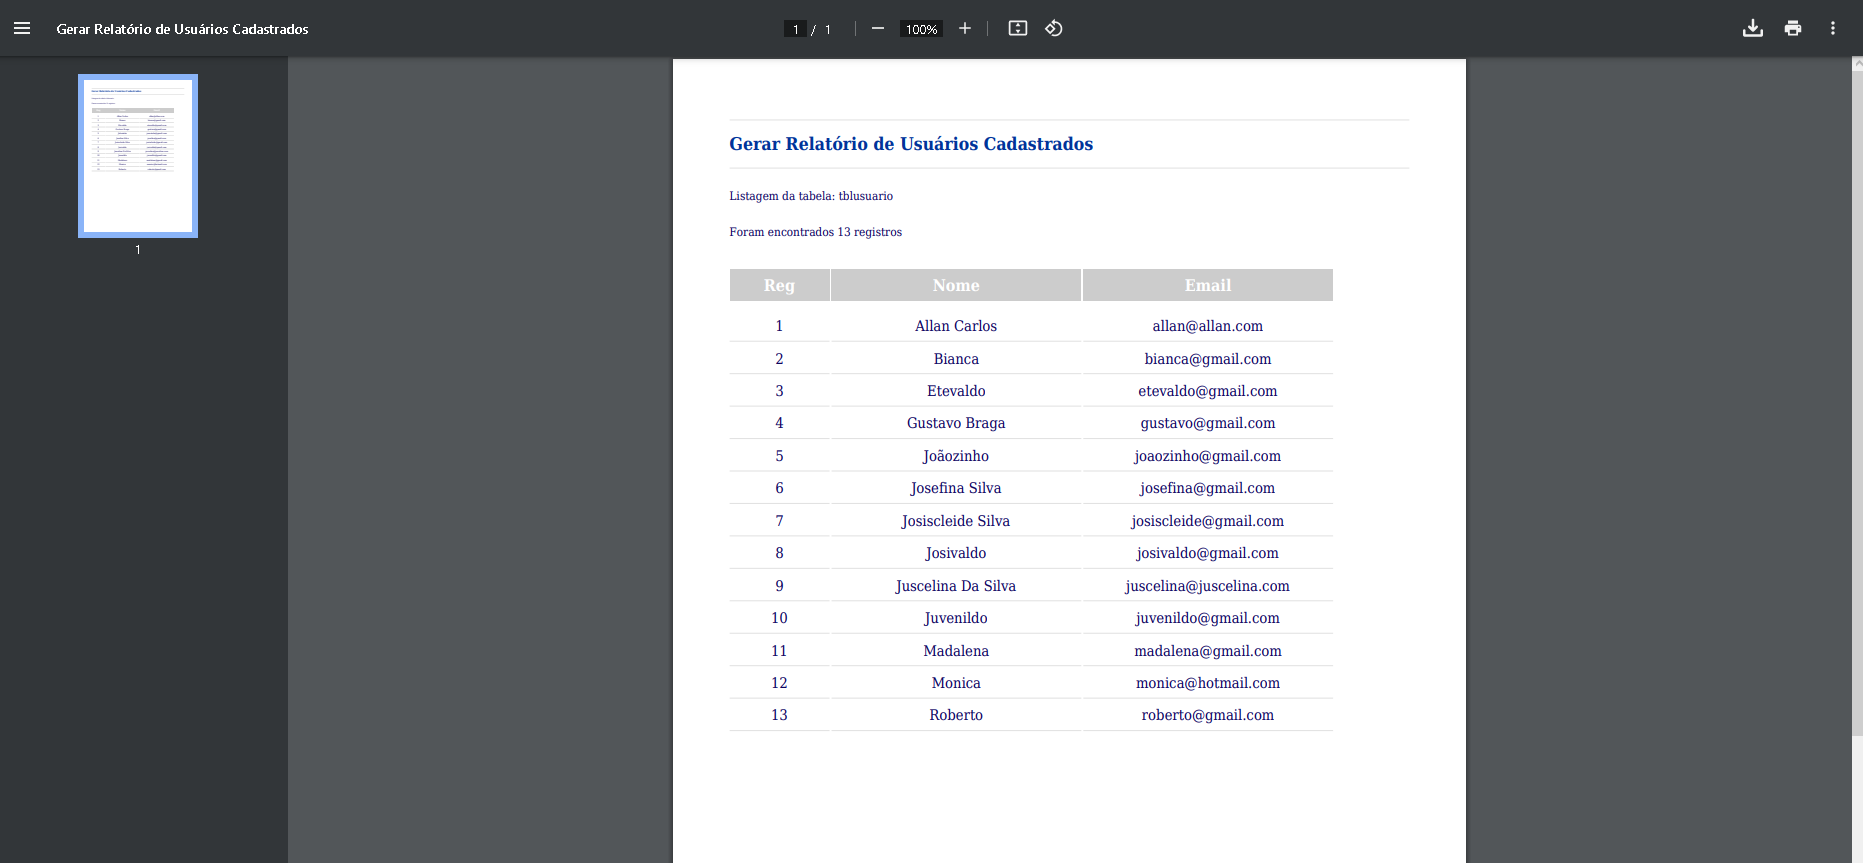 Gerar Relatório de Usuários Cadastrados
1 / 1
100%
1
Gerar Relatório de Usuários Cadastrados
Listagem da tabela: tblusuario
Foram encontrados 13 registros
Reg Nome Email
1 Allan Carlos allan@allan.com
2 Bianca bianca@gmail.com
3 Etevaldo etevaldo@gmail.com
4 Gustavo Braga gustavo@gmail.com
5 Joãozinho joaozinho@gmail.com
6 Josefina Silva josefina@gmail.com
7 Josiscleide Silva josiscleide@gmail.com
8 Josivaldo josivaldo@gmail.com
9 Juscelina Da Silva juscelina@juscelina.com
10 Juvenildo juvenildo@gmail.com
11 Madalena madalena@gmail.com
12 Monica monica@hotmail.com
13 Roberto roberto@gmail.com